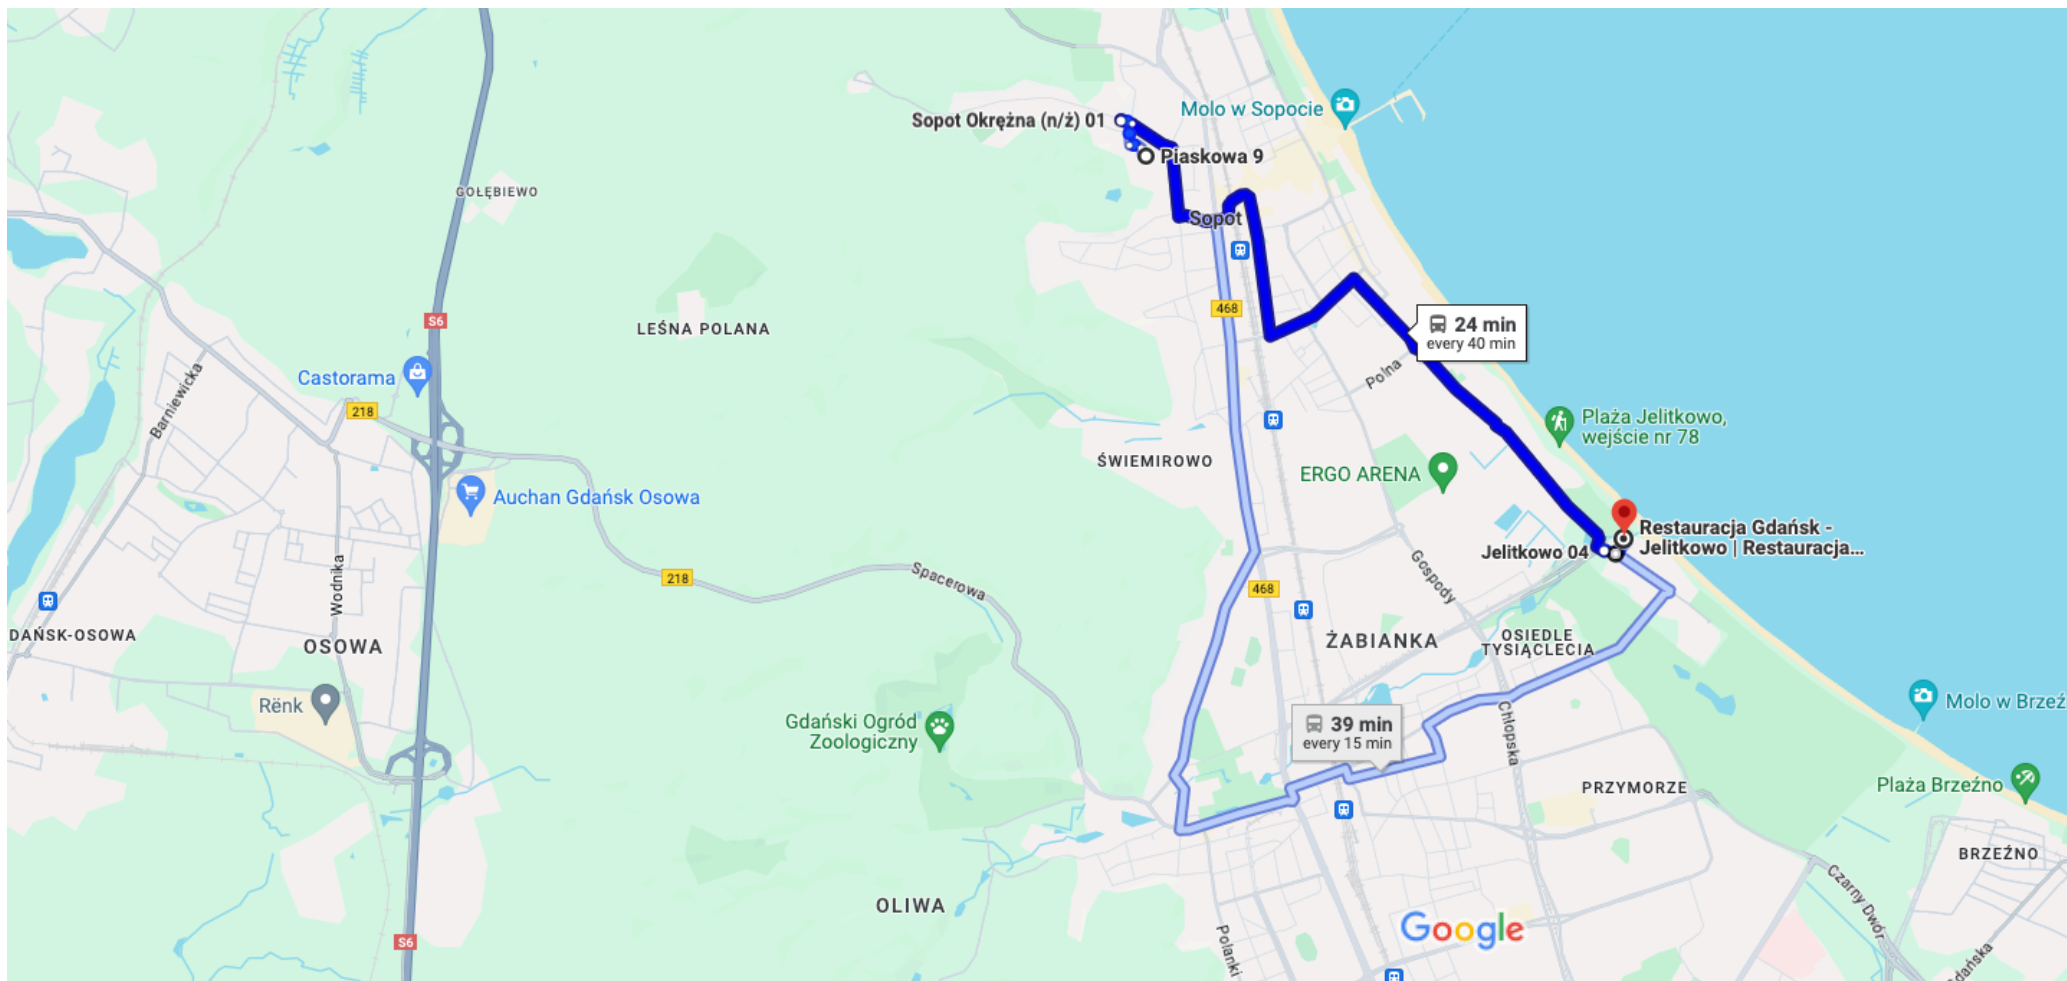 Molo w Sopocie
Sopot Okrężna (n/ż) 01
Piaskowa 9
GOŁĘBIEWO
Sopot
468
S6
LEŚNA POLANA
24 min
every 40 min
Polna
Castorama
218
Barniewicka
Plaża Jelitkowo,
wejście nr 78
ŚWIEMIROWO
ERGO ARENA
Auchan Gdańsk Osowa
Restauracja Gdańsk -
Jelitkowo | Restauracja...
Jelitkowo 04
Wodnika
218
Spacerowa
468
Gospody
DAŃSK-OSOWA
OSOWA
ŻABIANKA
OSIEDLE
TYSIĄCLECIA
Rënk
Gdański Ogród
Zoologiczny
39 min
every 15 min
Chłopska
Molo w Brzeź
PRZYMORZE
Plaża Brzeźno
BRZEŹNO
Czarny Dwór
OLIWA
Google
S6
Polanki
dańska